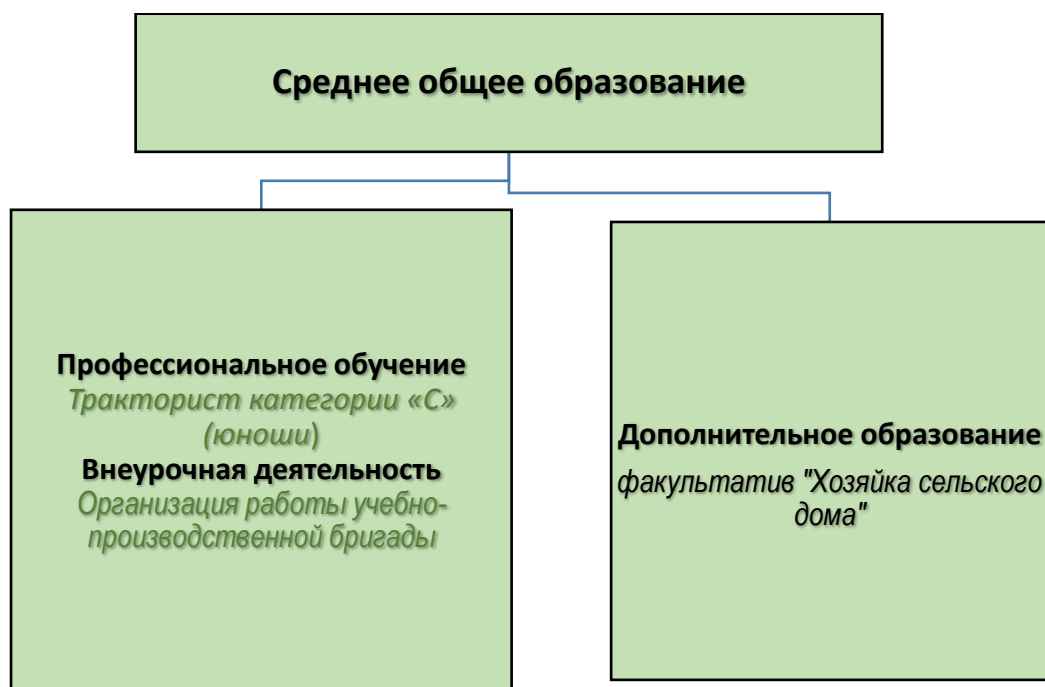 Среднее общее образование
Профессиональное обучение
Тракторист категории «С»
(юноши)
Внеурочная деятельность
Организация работы учебно-
производственной бригады
Дополнительное образование
факультатив "Хозяйка сельского
дома"